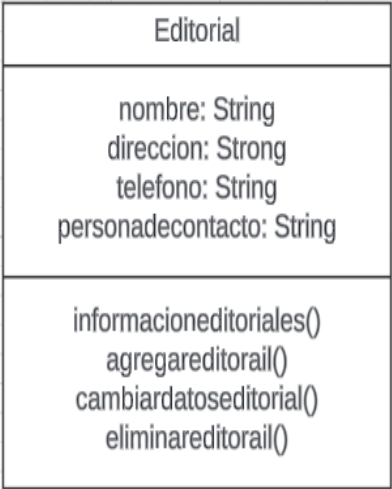 Editorial
nombre: String
direccion: Strong
telefono: String
personadecontacto: String
informacioneditoriales()
agregareditorail()
cambiardatoseditorial()
eliminareditorail()